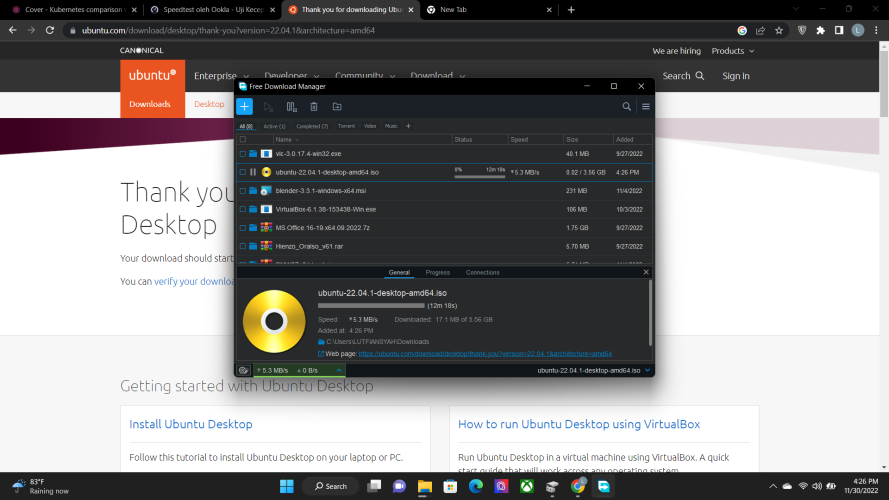 Cover - Kubernetes comparison
Speedtest oleh Ookla - Uji Kecep
Thank you for downloading Ubun
New Tab
ubuntu.com/download/desktop/thank-you?version=22.04.1&architecture=amd64
L
CANONICAL
We are hiring
Products
ubuntu
Enterprise
Developer
Community
Download
Search
Sign in
Downloads
Desktop
Thank you
Desktop
Your download should start
You can verify your downloa
Free Download Manager
All (8)
Active (1)
Completed (7)
Torrent
Video
Music
Name
Status
Speed
Size
Added
vlc-3.0.17.4-win32.exe
40.1 MB
9/27/2022
ubuntu-22.04.1-desktop-amd64.iso
0%
12m 18s
5.3 MB/s
0.02 / 3.56 GB
4:26 PM
blender-3.3.1-windows-x64.msi
231 MB
11/4/2022
VirtualBox-6.1.38-153438-Win.exe
106 MB
10/3/2022
MS Office.16-19.x64.09.2022.7z
1.75 GB
9/27/2022
Hienzo_Oralso_v61.rar
5.70 MB
9/27/2022
General
Progress
Connections
ubuntu-22.04.1-desktop-amd64.iso
(12m 18s)
Speed:
5.3 MB/s
Downloaded:
17.1 MB of 3.56 GB
Added at:
4:26 PM
C:\Users\LUTFIANSYAH\Downloads
Web page:
https://ubuntu.com/download/desktop/thank-you?version=22.04.1&architecture=amd64
5.3 MB/s
0 B/s
ubuntu-22.04.1-desktop-amd64.iso
Getting started with Ubuntu Desktop
Install Ubuntu Desktop
How to run Ubuntu Desktop using VirtualBox
Follow this tutorial to install Ubuntu Desktop on your laptop or PC.
Run Ubuntu Desktop in a virtual machine using VirtualBox. A quick
start guide that will work across any operating system.
83°F
Raining now
Search
4:26 PM
11/30/2022